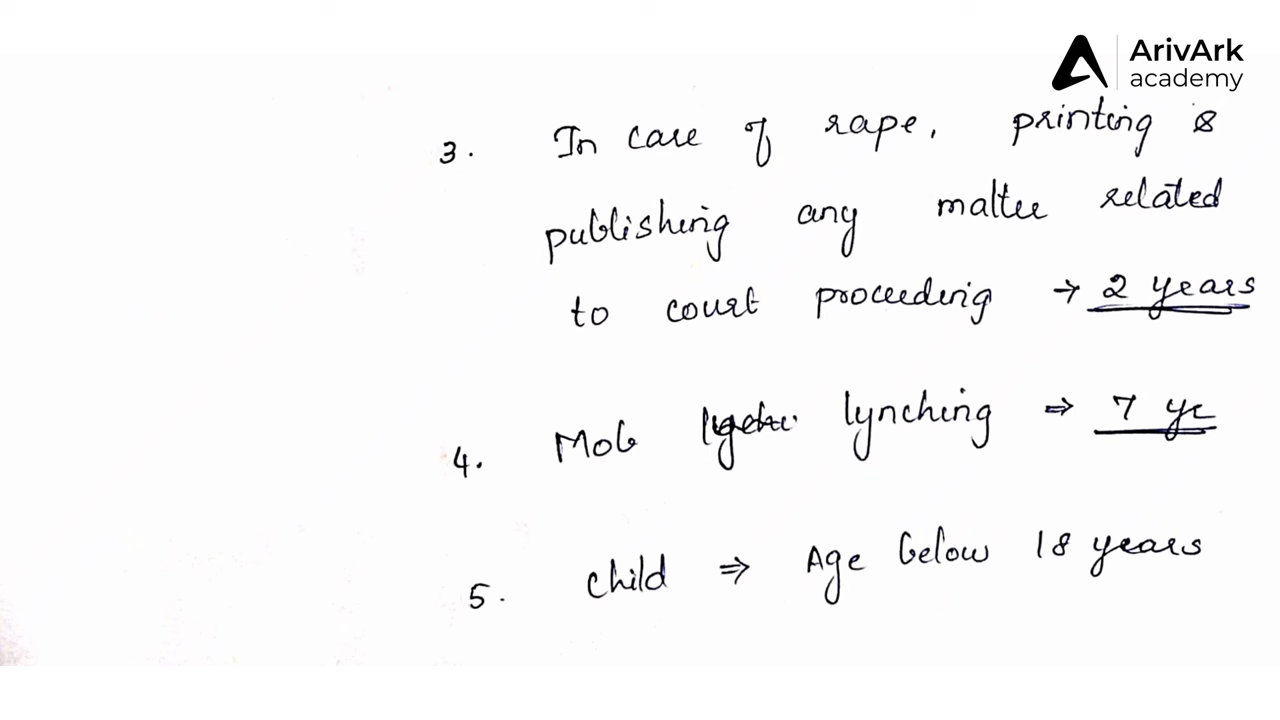 ArivArk
academy
3. In case of rape, printing &
publishing any matter related
to court proceeding → 2 years
4. Mob lynching ⇒ 7 yr
5. child ⇒ Age below 18 years